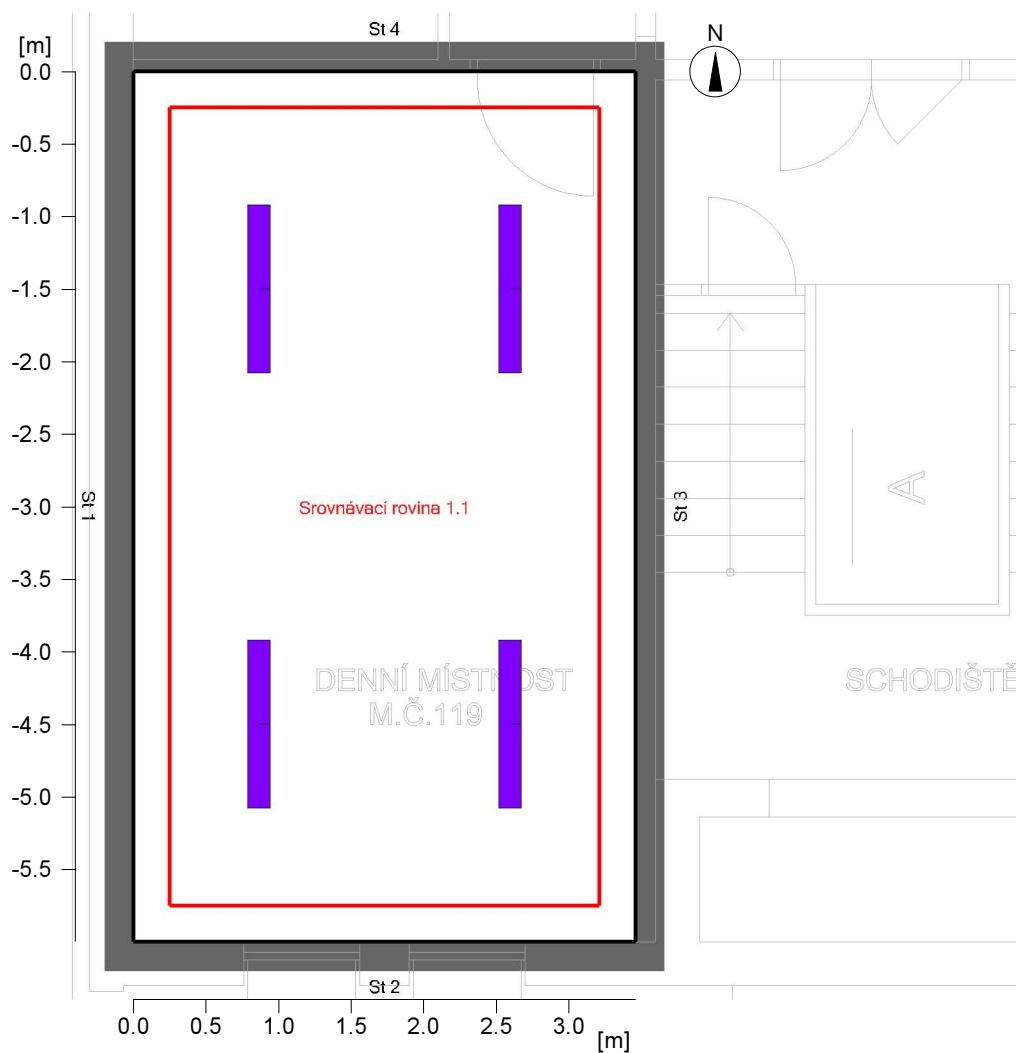 St 4
[m]
N
0.0
-0.5
-1.0
-1.5
-2.0
-2.5
-3.0
-3.5
-4.0
-4.5
-5.0
-5.5
St 1
Srovnávací rovina 1.1
St 3
A
DENNÍ MÍSTNOST
M.Č.119
SCHODIŠTĚ
St 2
0.0 0.5 1.0 1.5 2.0 2.5 3.0
[m]